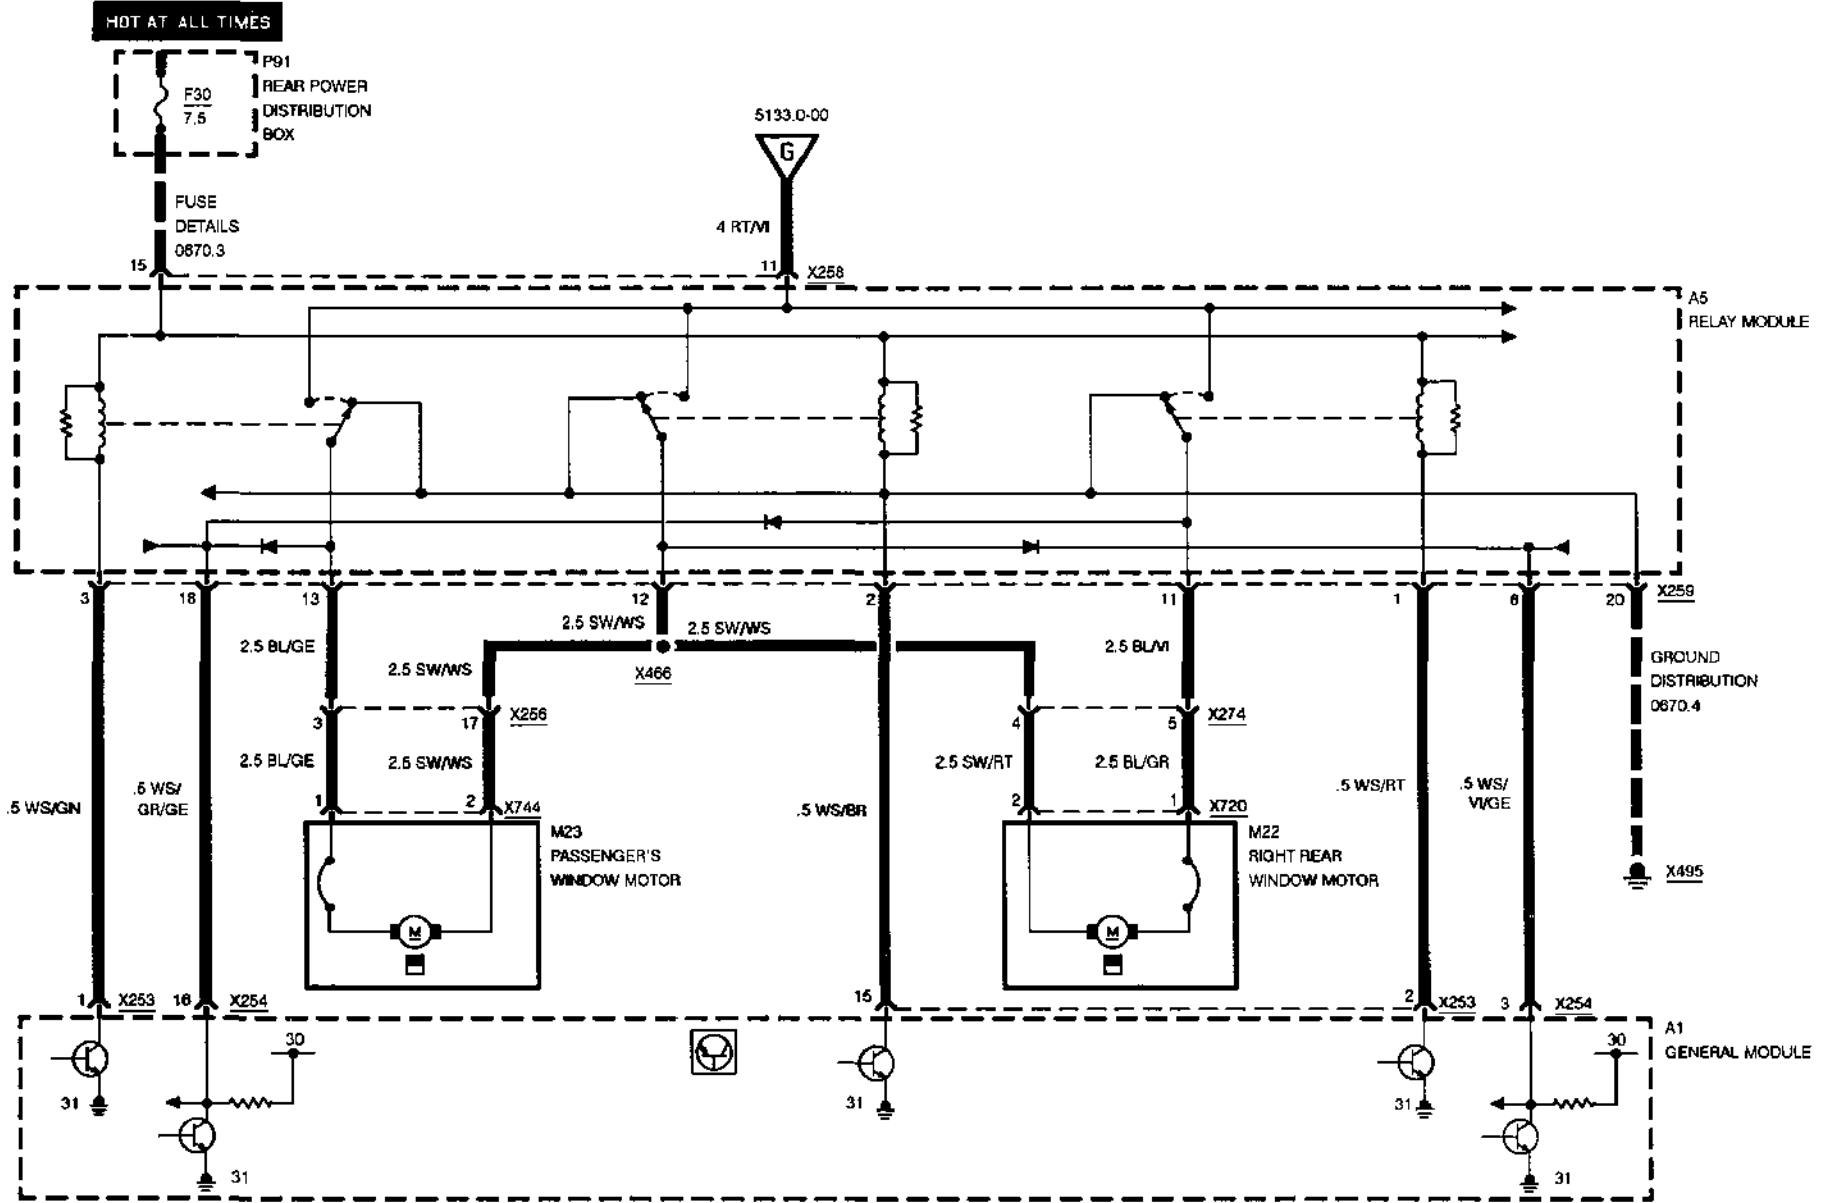 HOT AT ALL TIMES
P91
REAR POWER
DISTRIBUTION
BOX
F30
7,5
FUSE
DETAILS
0670.3
5133.0-00
G
4 RT/VI
15
11
X258
A5
RELAY MODULE
3
18
13
12
2
11
1
6
20
X259
2.5 SW/WS
2.5 SW/WS
2.5 BL/GE
2.5 SW/WS
X466
2.5 BL/VI
GROUND
DISTRIBUTION
0670.4
3
17
X256
4
5
X274
2.5 BL/GE
2.5 SW/WS
2.5 SW/RT
2.5 BL/GR
.5 WS/GN
.5 WS/
GR/GE
.5 WS/BR
.5 WS/RT
.5 WS/
VI/GE
1
2
X744
2
1
X720
M23
PASSENGER'S
WINDOW MOTOR
M
M22
RIGHT REAR
WINDOW MOTOR
M
X495
1
X253
16
X254
15
2
X253
3
X254
A1
GENERAL MODULE
30
30
31
31
31
31
31